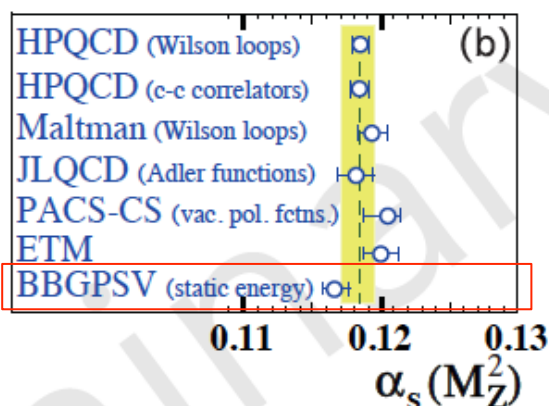 HPQCD (Wilson loops) (b)
HPQCD (c-c correlators)
Maltman (Wilson loops)
JLQCD (Adler functions)
PACS-CS (vac. pol. fctns.)
ETM
BBGPSV (static energy)
0.11 0.12 0.13
αs(M²Z)